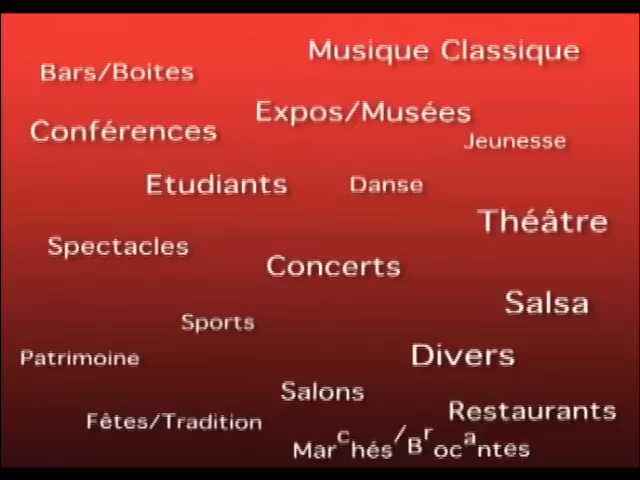 Musique Classique
Bars/Boites
Expos/Musées
Conférences
Jeunesse
Etudiants
Danse
Théâtre
Spectacles
Concerts
Salsa
Sports
Patrimoine
Divers
Salons
Restaurants
Fêtes/Tradition
Marchés/Brocantes